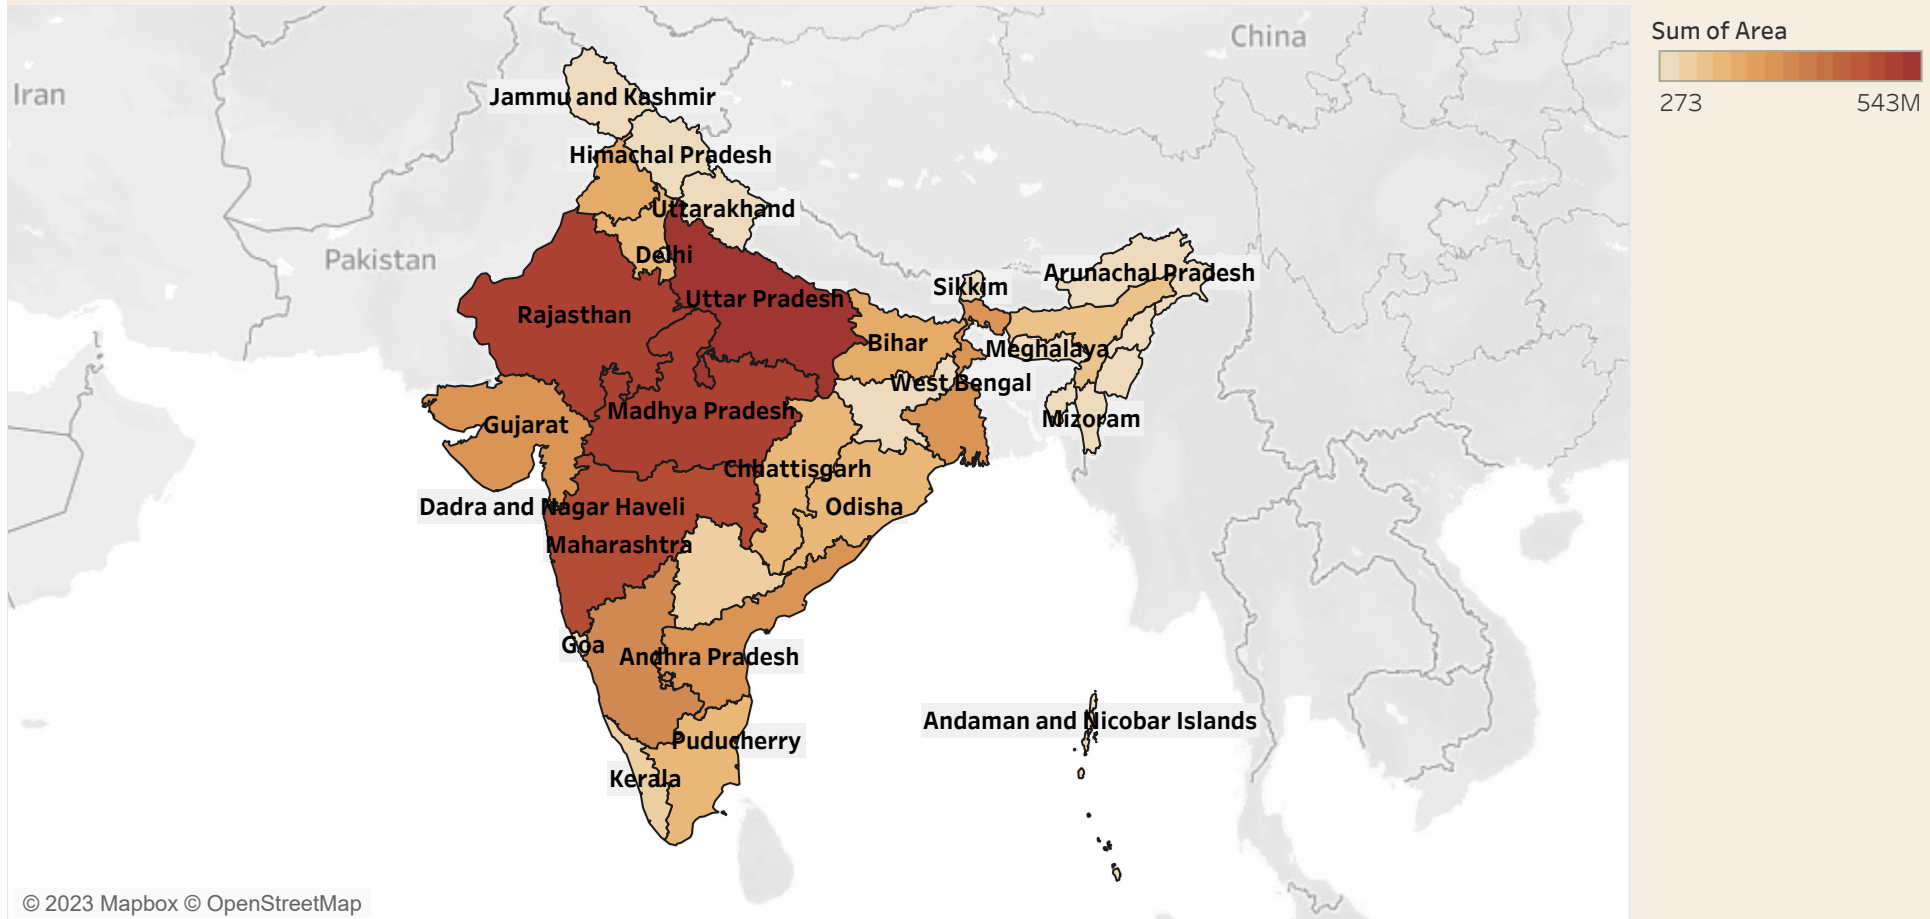 Sum of Area
273
543M
China
Iran
Jammu and Kashmir
Himachal Pradesh
Uttarakhand
Delhi
Pakistan
Arunachal Pradesh
Sikkim
Uttar Pradesh
Rajasthan
Bihar
Meghalaya
West Bengal
Madhya Pradesh
Mizoram
Gujarat
Chhattisgarh
Dadra and Nagar Haveli
Odisha
Maharashtra
Goa
Andhra Pradesh
Andaman and Nicobar Islands
Puducherry
Kerala
© 2023 Mapbox © OpenStreetMap